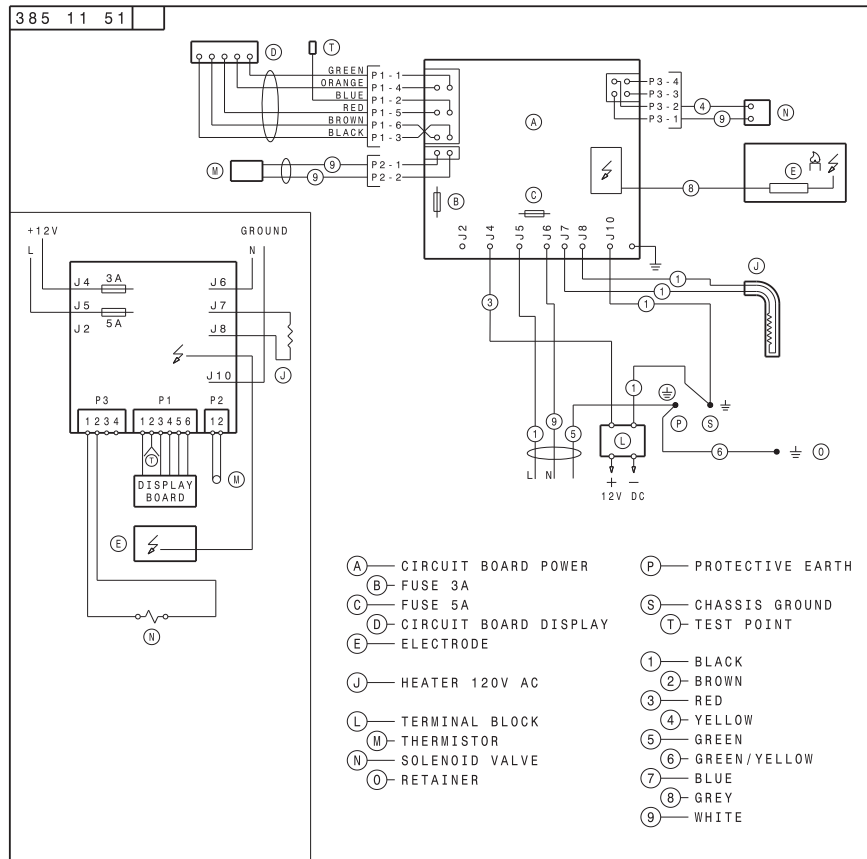 385 11 51
D
T
GREEN P1-1
ORANGE P1-4
BLUE P1-2
RED P1-5
BROWN P1-6
BLACK P1-3
M
9
9
P2-1
P2-2
A
B
C
J2
J4
J5
J6
J7
J8
J10
P3-4
P3-3
P3-2
P3-1
4
9
N
E
8
1
1
1
J
3
1
1
9
5
L
P
S
6
O
L N
+ −
12V DC
+12V
L
GROUND
N
J4 3A
J5
5A
J2
J6
J7
J8
J10
J
P3 P1 P2
1 2 3 4
1 2 3 4 5 6
1 2
T
M
DISPLAY
BOARD
E
N
A CIRCUIT BOARD POWER
B FUSE 3A
C FUSE 5A
D CIRCUIT BOARD DISPLAY
E ELECTRODE
J HEATER 120V AC
L TERMINAL BLOCK
M THERMISTOR
N SOLENOID VALVE
O RETAINER
P PROTECTIVE EARTH
S CHASSIS GROUND
T TEST POINT
1 BLACK
2 BROWN
3 RED
4 YELLOW
5 GREEN
6 GREEN/YELLOW
7 BLUE
8 GREY
9 WHITE